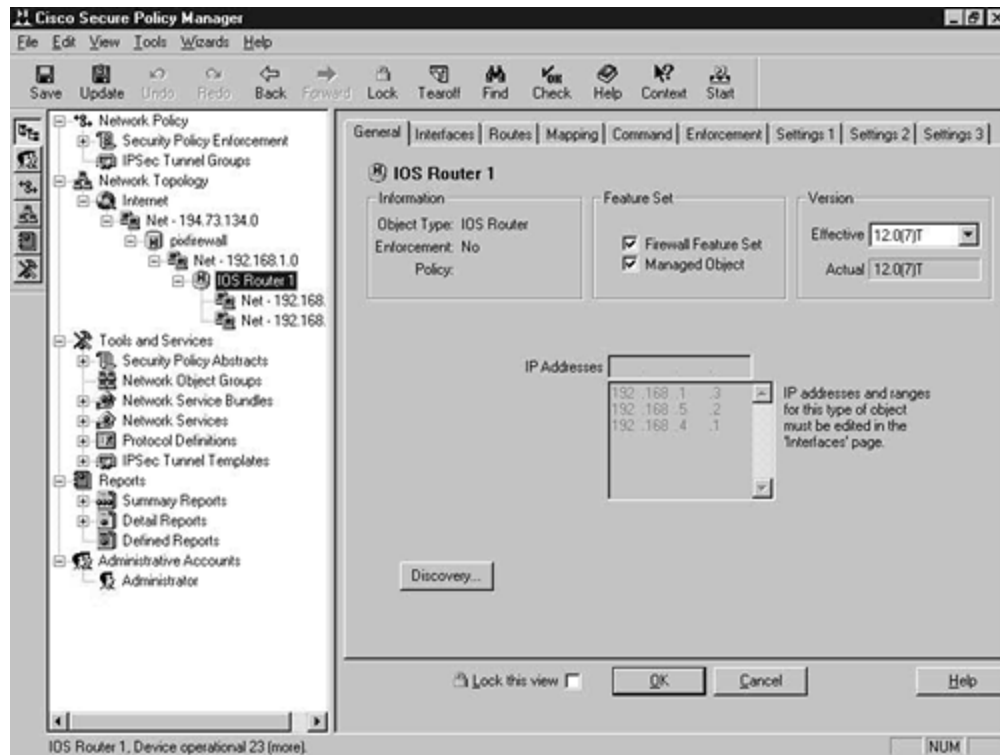 Cisco Secure Policy Manager
File Edit View Tools Wizards Help
Save Update Undo Redo Back Forward Lock Tearoff Find Check Help Context Start
Network Policy
Security Policy Enforcement
IPSec Tunnel Groups
Network Topology
Internet
Net - 194.73.134.0
pixfirewall
Net - 192.168.1.0
IOS Router 1
Net - 192.168.
Net - 192.168.
Tools and Services
Security Policy Abstracts
Network Object Groups
Network Service Bundles
Network Services
Protocol Definitions
IPSec Tunnel Templates
Reports
Summary Reports
Detail Reports
Defined Reports
Administrative Accounts
Administrator
General Interfaces Routes Mapping Command Enforcement Settings 1 Settings 2 Settings 3
IOS Router 1
Information
Object Type: IOS Router
Enforcement: No
Policy:
Feature Set
Firewall Feature Set
Managed Object
Version
Effective 12.0(7)T
Actual 12.0(7)T
IP Addresses . . .
192 .168 .1 .3
192 .168 .5 .2
192 .168 .4 .1
IP addresses and ranges
for this type of object
must be edited in the
'Interfaces' page.
Discovery...
Lock this view
OK Cancel Help
IOS Router 1, Device operational 23 (more).
NUM